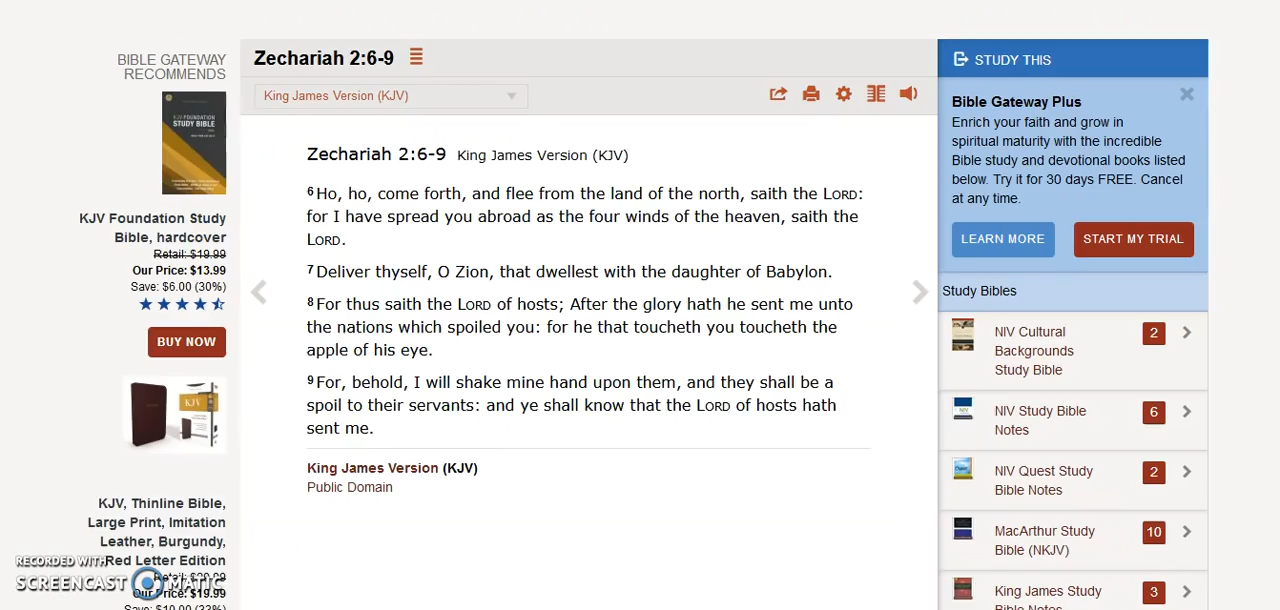 BIBLE GATEWAY
RECOMMENDS
KJV FOUNDATION
STUDY BIBLE
KJV Foundation Study
Bible, hardcover
Retail: $19.99
Our Price: $13.99
Save: $6.00 (30%)
BUY NOW
KJV
KJV, Thinline Bible,
Large Print, Imitation
Leather, Burgundy,
Red Letter Edition
Our Price: $19.99
Save: $10.00 (33%)
RECORDED WITH
SCREENCAST MATIC
Zechariah 2:6-9
King James Version (KJV)
Zechariah 2:6-9 King James Version (KJV)
6 Ho, ho, come forth, and flee from the land of the north, saith the LORD:
for I have spread you abroad as the four winds of the heaven, saith the
LORD.
7 Deliver thyself, O Zion, that dwellest with the daughter of Babylon.
8 For thus saith the LORD of hosts; After the glory hath he sent me unto
the nations which spoiled you: for he that toucheth you toucheth the
apple of his eye.
9 For, behold, I will shake mine hand upon them, and they shall be a
spoil to their servants: and ye shall know that the LORD of hosts hath
sent me.
King James Version (KJV)
Public Domain
STUDY THIS
Bible Gateway Plus
Enrich your faith and grow in
spiritual maturity with the incredible
Bible study and devotional books listed
below. Try it for 30 days FREE. Cancel
at any time.
LEARN MORE
START MY TRIAL
Study Bibles
NIV Cultural
Backgrounds
Study Bible
2
NIV Study Bible
Notes
6
NIV Quest Study
Bible Notes
2
MacArthur Study
Bible (NKJV)
10
King James Study
Bible Notes
3